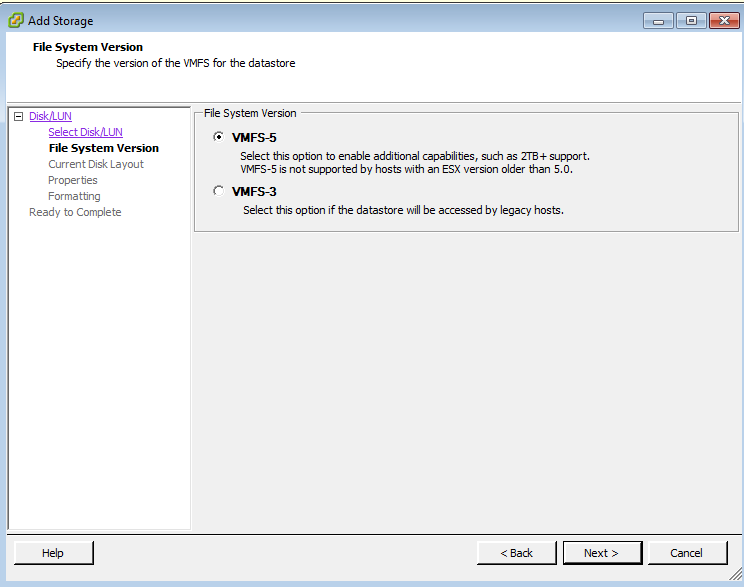 Add Storage
File System Version
Specify the version of the VMFS for the datastore
Disk/LUN
Select Disk/LUN
File System Version
Current Disk Layout
Properties
Formatting
Ready to Complete
File System Version
VMFS-5
Select this option to enable additional capabilities, such as 2TB+ support.
VMFS-5 is not supported by hosts with an ESX version older than 5.0.
VMFS-3
Select this option if the datastore will be accessed by legacy hosts.
Help
< Back
Next >
Cancel